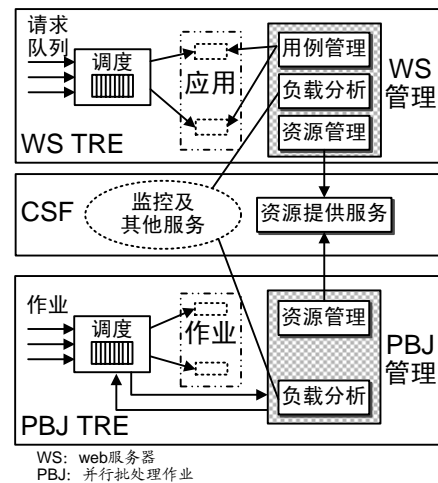 请求
队列
调度
应用
用例管理
负载分析
资源管理
WS
管理
WS TRE
CSF
监控及
其他服务
资源提供服务
作业
调度
作业
资源管理
负载分析
PBJ
管理
PBJ TRE
WS: web服务器
PBJ: 并行批处理作业